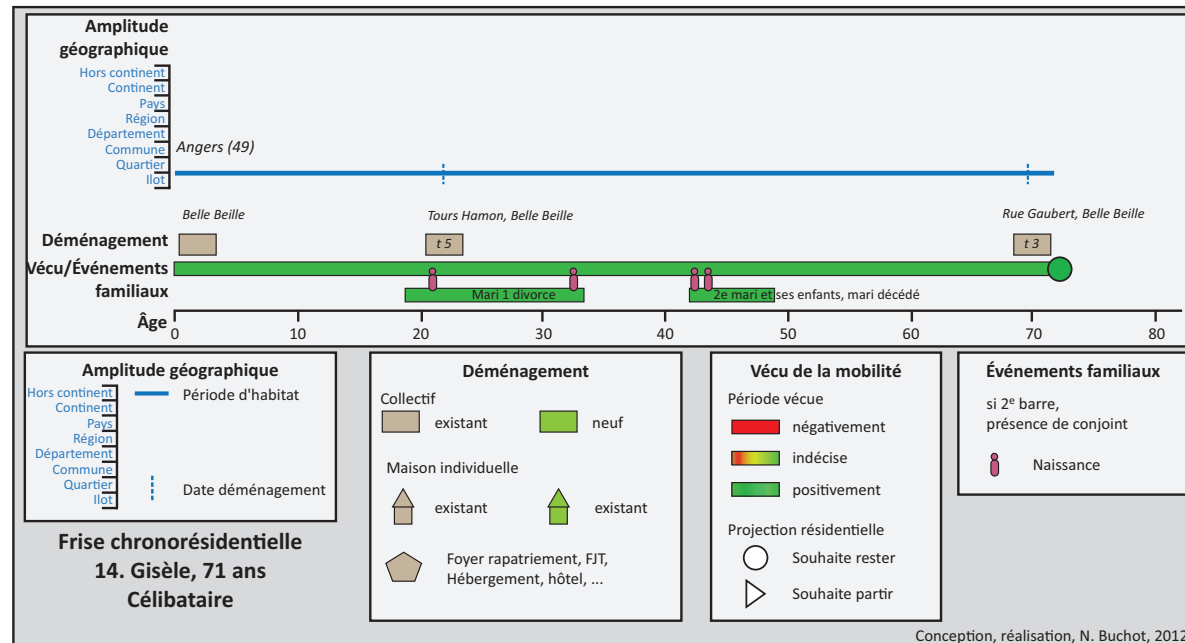 Amplitude
géographique
Hors continent
Continent
Pays
Région
Département
Commune
Quartier
Ilot
Angers (49)
Belle Beille
Tours Hamon, Belle Beille
Rue Gaubert, Belle Beille
Déménagement
t 5
t 3
Vécu/Événements
familiaux
Mari 1 divorce
2e mari et ses enfants, mari décédé
Âge
0 20 30 40 50 60 70 80
Amplitude géographique
Hors continent
Continent
Pays
Région
Département
Commune
Quartier
Ilot
Période d'habitat
Date déménagement
Frise chronorésidentielle
14. Gisèle, 71 ans
Célibataire
Déménagement
Collectif
existant
neuf
Maison individuelle
existant
existant
Foyer rapatriement, FJT,
Hébergement, hôtel, ...
Vécu de la mobilité
Période vécue
négativement
indécise
positivement
Projection résidentielle
Souhaite rester
Souhaite partir
Événements familiaux
si 2e barre,
présence de conjoint
Naissance
Conception, réalisation, N. Buchot, 2012